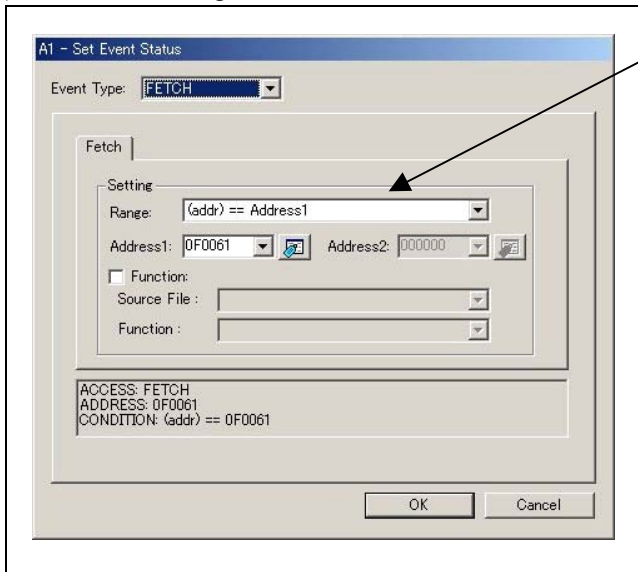 A1 - Set Event Status
Event Type: FETCH
Fetch
Setting
Range: (addr) == Address1
Address1: 0F0061 Address2: 000000
Function:
Source File :
Function :
ACCESS: FETCH
ADDRESS: 0F0061
CONDITION: (addr) == 0F0061
OK Cancel